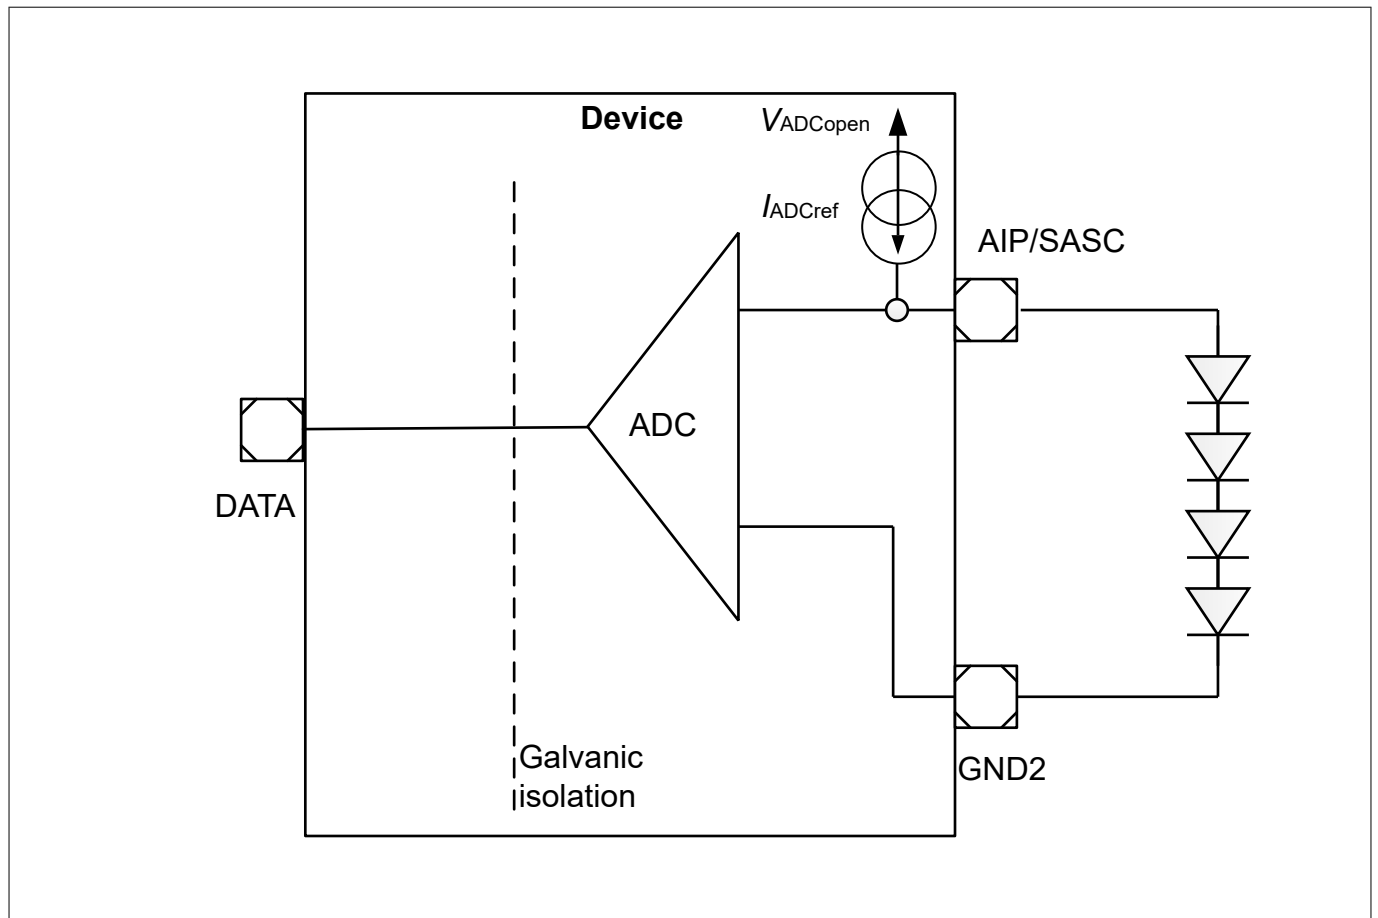 Device
VADCopen
IADCref
AIP/SASC
ADC
DATA
Galvanic
isolation
GND2